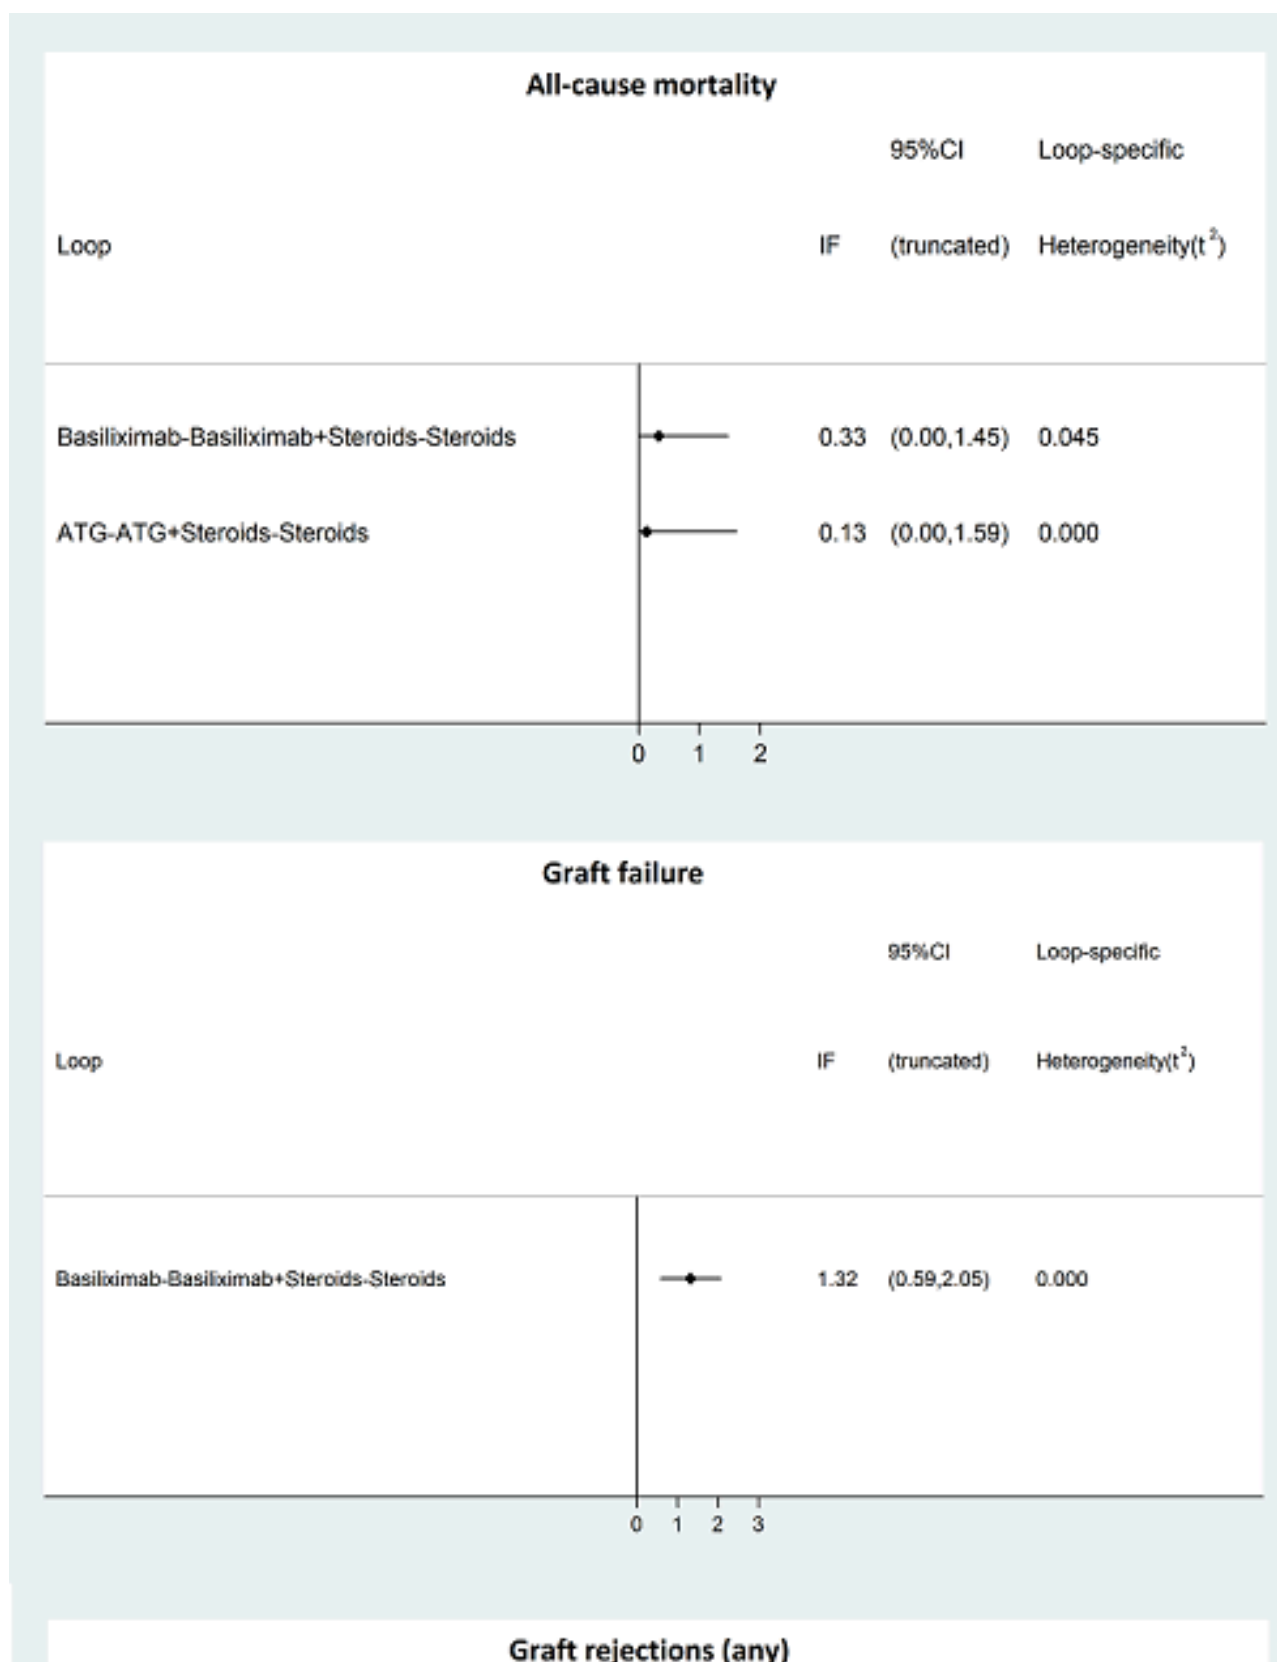 All-cause mortality
95%CI Loop-specific
Loop IF (truncated) Heterogeneity(t²)
Basiliximab-Basiliximab+Steroids-Steroids 0.33 (0.00,1.45) 0.045
ATG-ATG+Steroids-Steroids 0.13 (0.00,1.59) 0.000
0 1 2
Graft failure
95%CI Loop-specific
Loop IF (truncated) Heterogeneity(t²)
Basiliximab-Basiliximab+Steroids-Steroids 1.32 (0.59,2.05) 0.000
0 1 2 3
Graft rejections (any)